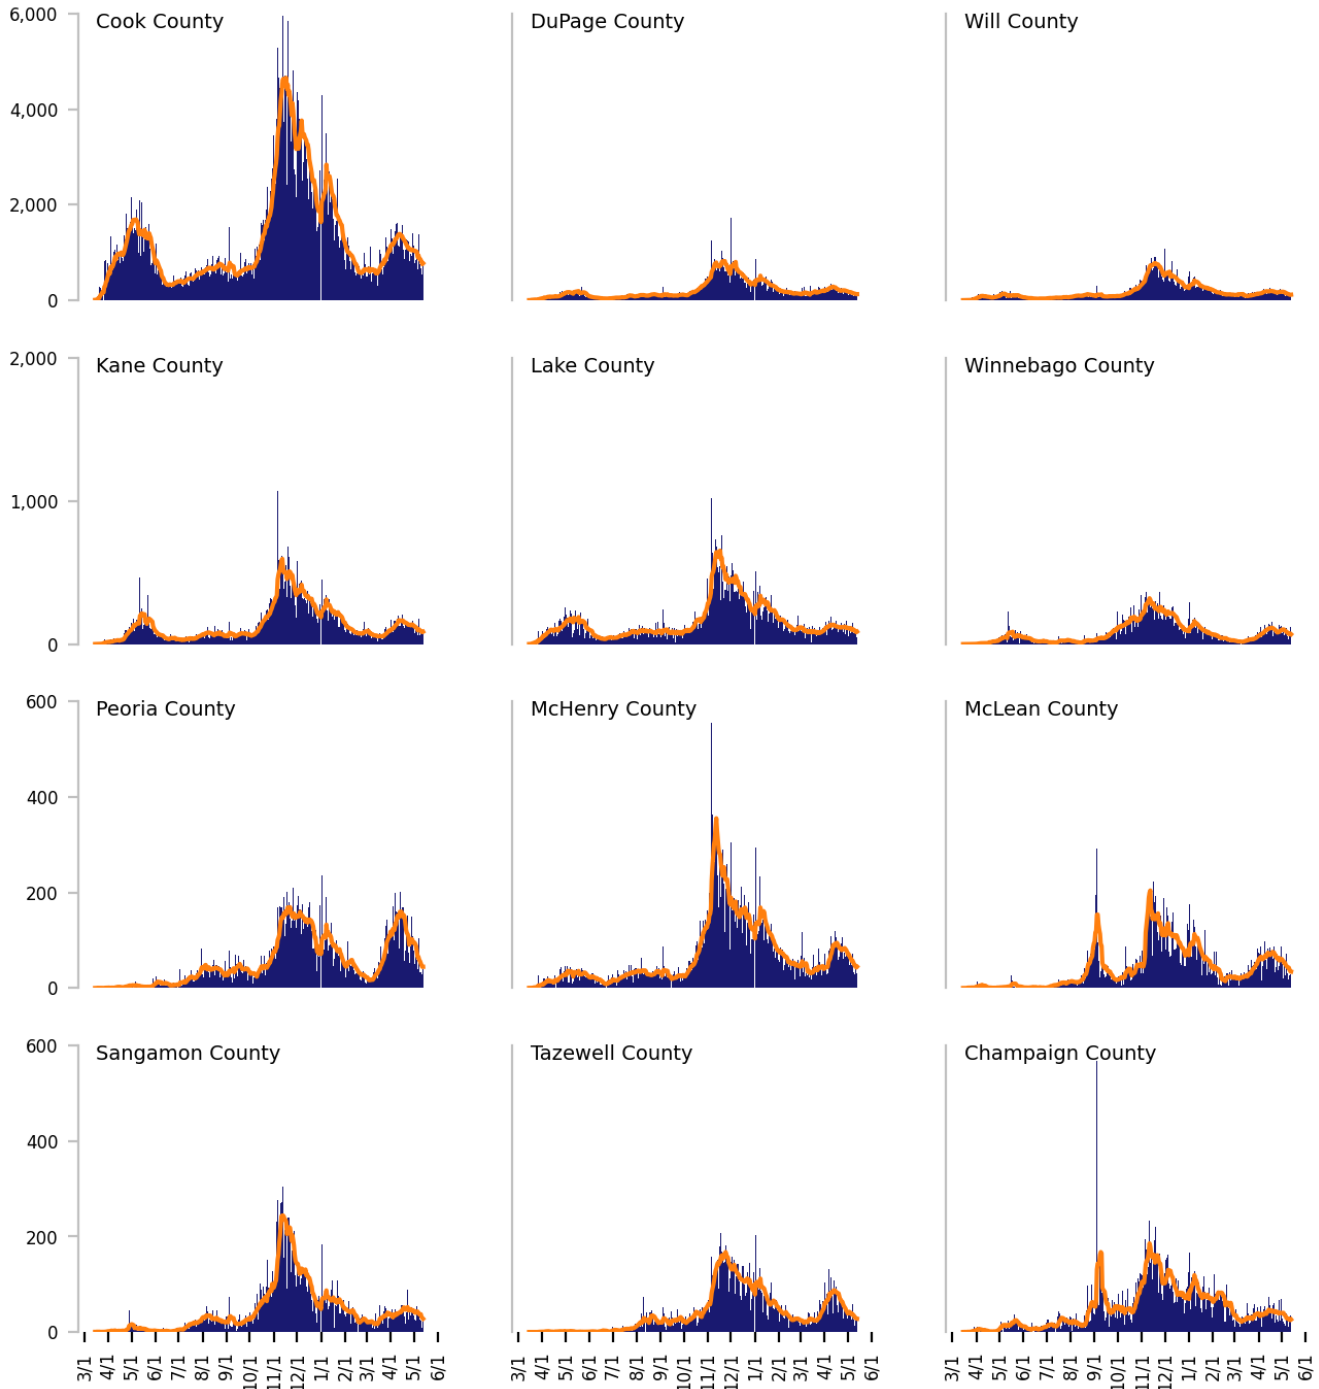 6,000
Cook County
DuPage County
Will County
4,000
2,000
0
2,000
Kane County
Lake County
Winnebago County
1,000
0
600
Peoria County
McHenry County
McLean County
400
200
0
600
Sangamon County
Tazewell County
Champaign County
400
200
0
3/1 4/1 5/1 6/1 7/1 8/1 9/1 10/1 11/1 12/1 1/1 2/1 3/1 4/1 5/1 6/1
3/1 4/1 5/1 6/1 7/1 8/1 9/1 10/1 11/1 12/1 1/1 2/1 3/1 4/1 5/1 6/1
3/1 4/1 5/1 6/1 7/1 8/1 9/1 10/1 11/1 12/1 1/1 2/1 3/1 4/1 5/1 6/1